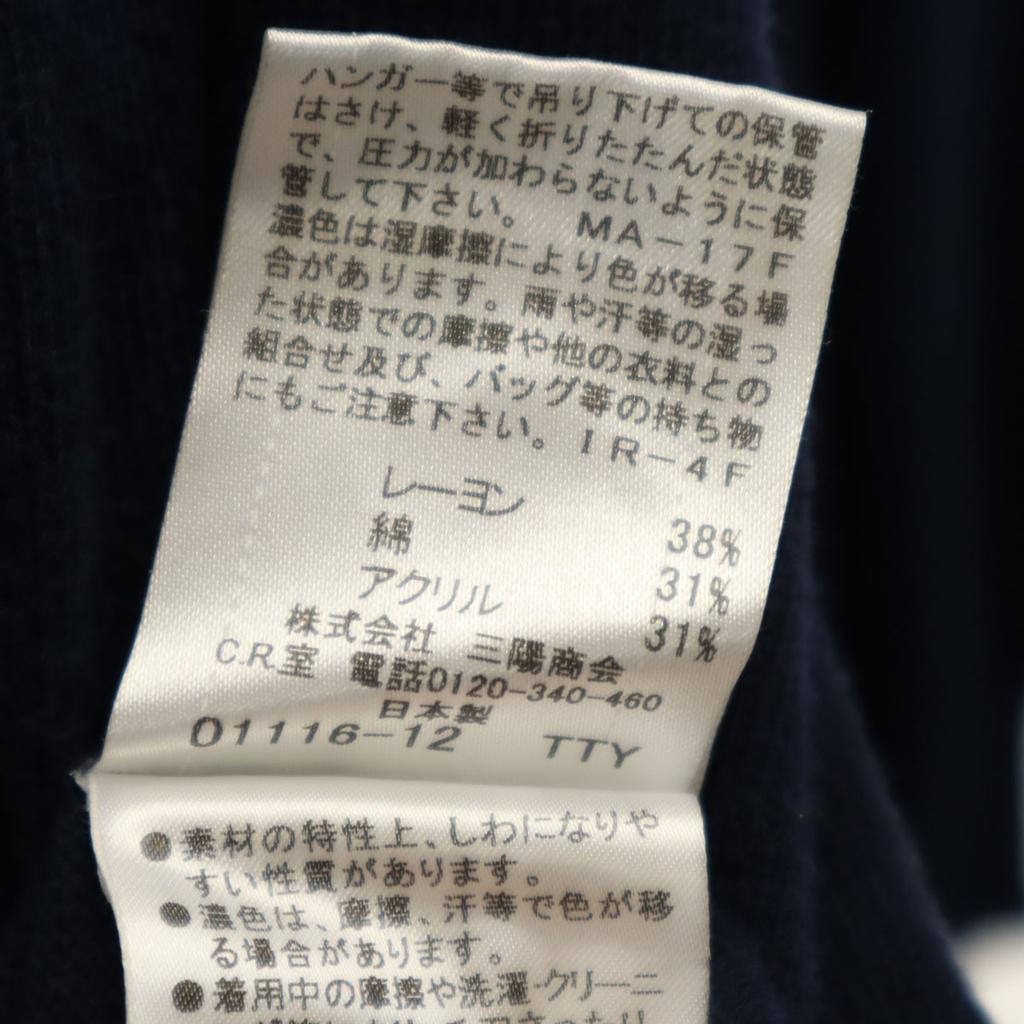 ハンガー等で吊り下げての保管
はさけ、軽く折りたたんだ状態
で、圧力が加わらないように保
管して下さい。 MA-17F
濃色は湿摩擦により色が移る場
合があります。雨や汗等の湿っ
た状態での摩擦や他の衣料との
組合せ及び、バッグ等の持ち物
にもご注意下さい。IR-4F
レーヨン 38%
綿 31%
アクリル 31%
株式会社 三陽商会
C.R.室 電話0120-340-460
日本製
01116-12 TTY
●素材の特性上、しわになりや
すい性質があります。
●濃色は、摩擦、汗等で色が移
る場合があります。
●着用中の摩擦や洗濯・クリーニ